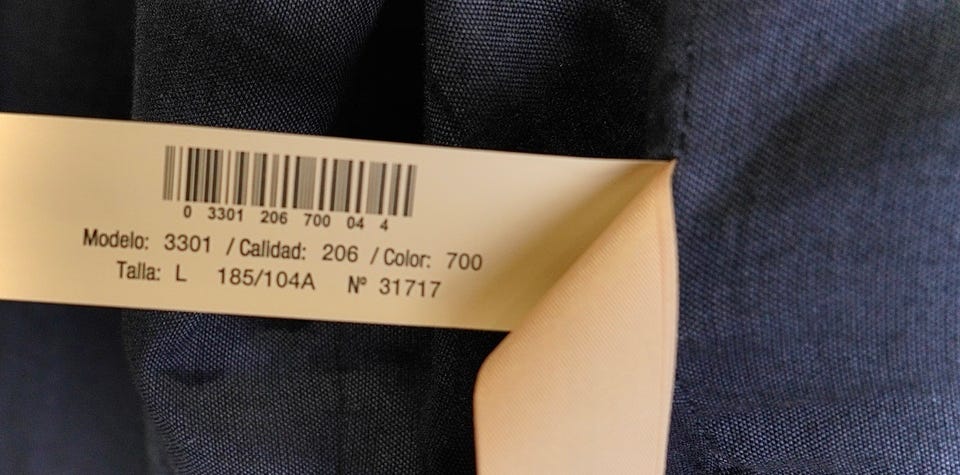 0 3301 206 700 04 4
Modelo: 3301 / Calidad: 206 / Color: 700
Talla: L 185/104A Nº 31717